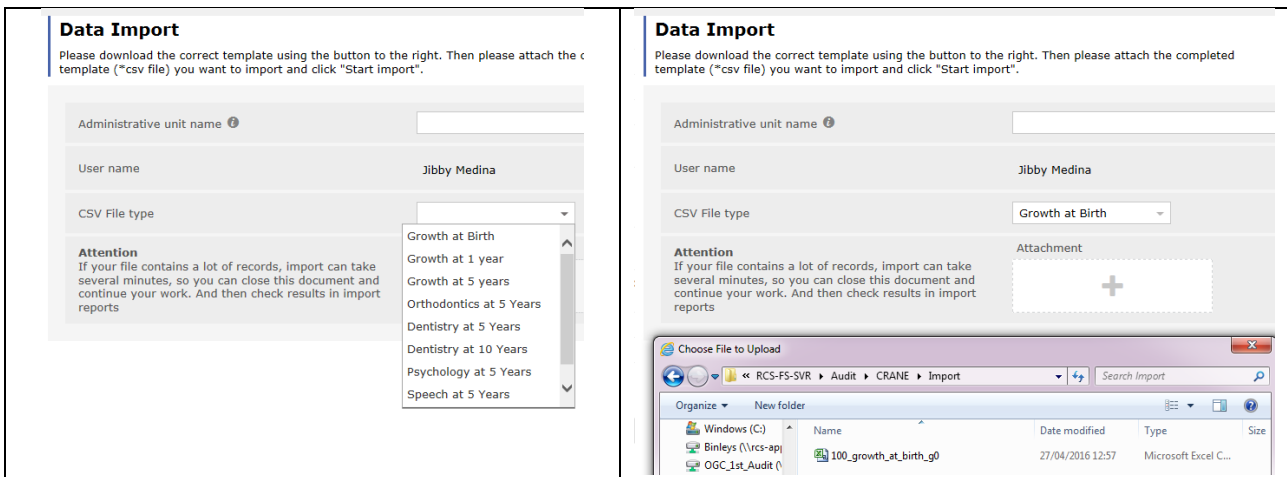 Data Import
Please download the correct template using the button to the right. Then please attach the c
template (*csv file) you want to import and click "Start import".
Administrative unit name
User name
Jibby Medina
CSV File type
Growth at Birth
Growth at 1 year
Growth at 5 years
Orthodontics at 5 Years
Dentistry at 5 Years
Dentistry at 10 Years
Psychology at 5 Years
Speech at 5 Years
Attention
If your file contains a lot of records, import can take
several minutes, so you can close this document and
continue your work. And then check results in import
reports
Data Import
Please download the correct template using the button to the right. Then please attach the completed
template (*csv file) you want to import and click "Start import".
Administrative unit name
User name
Jibby Medina
CSV File type
Growth at Birth
Attention
If your file contains a lot of records, import can take
several minutes, so you can close this document and
continue your work. And then check results in import
reports
Attachment
Choose File to Upload
« RCS-FS-SVR ▸ Audit ▸ CRANE ▸ Import
Search Import
Organize
New folder
Windows (C:)
Binleys (\\rcs-ap
OGC_1st_Audit (\
Name
Date modified
Type
Size
100_growth_at_birth_g0
27/04/2016 12:57
Microsoft Excel C...